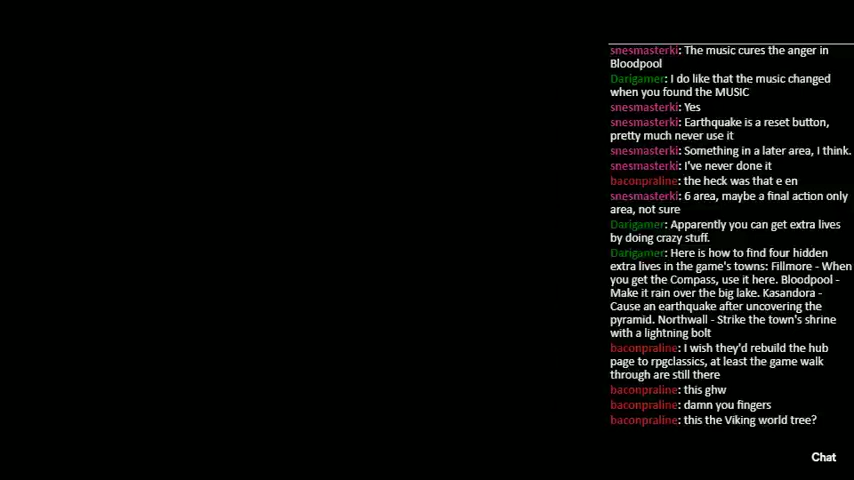 snesmasterki: The music cures the anger in
Bloodpool
Darigamer: I do like that the music changed
when you found the MUSIC
snesmasterki: Yes
snesmasterki: Earthquake is a reset button,
pretty much never use it
snesmasterki: Something in a later area, I think.
snesmasterki: I've never done it
baconpraline: the heck was that e en
snesmasterki: 6 area, maybe a final action only
area, not sure
Darigamer: Apparently you can get extra lives
by doing crazy stuff.
Darigamer: Here is how to find four hidden
extra lives in the game's towns: Fillmore - When
you get the Compass, use it here. Bloodpool -
Make it rain over the big lake. Kasandora -
Cause an earthquake after uncovering the
pyramid. Northwall - Strike the town's shrine
with a lightning bolt
baconpraline: I wish they'd rebuild the hub
page to rpgclassics, at least the game walk
through are still there
baconpraline: this ghw
baconpraline: damn you fingers
baconpraline: this the Viking world tree?
Chat